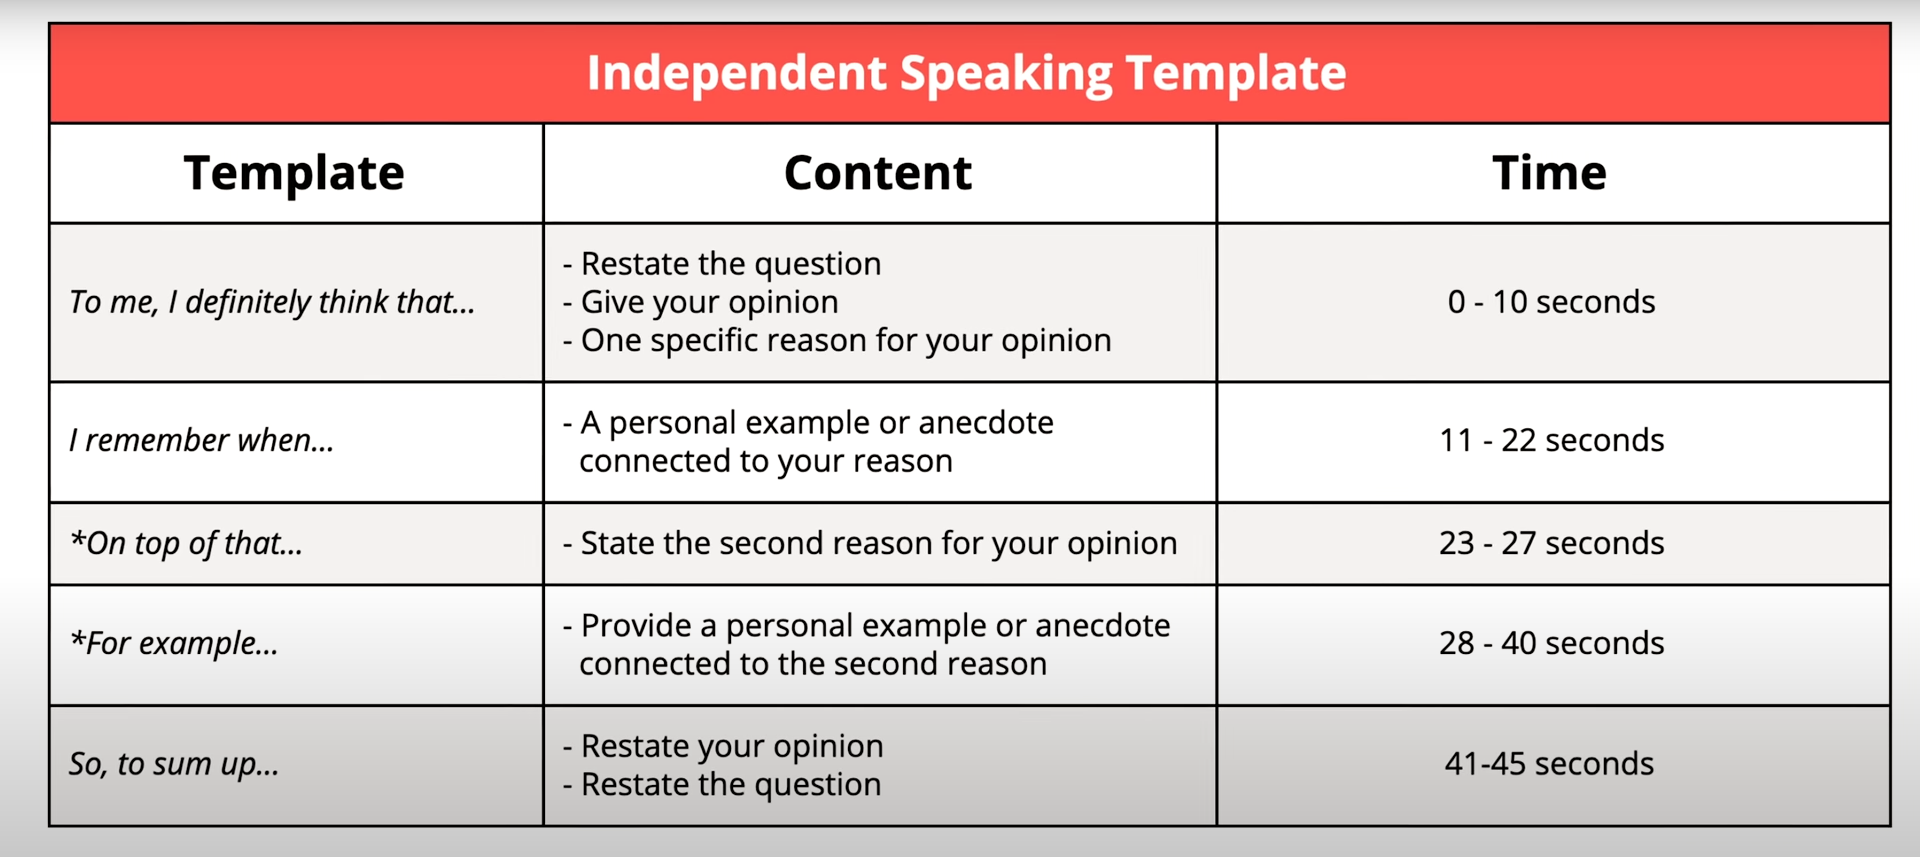 Independent Speaking Template
Template
Content
Time
To me, I definitely think that...
- Restate the question
- Give your opinion
- One specific reason for your opinion
0 - 10 seconds
I remember when...
- A personal example or anecdote
connected to your reason
11 - 22 seconds
*On top of that...
- State the second reason for your opinion
23 - 27 seconds
*For example...
- Provide a personal example or anecdote
connected to the second reason
28 - 40 seconds
So, to sum up...
- Restate your opinion
- Restate the question
41-45 seconds